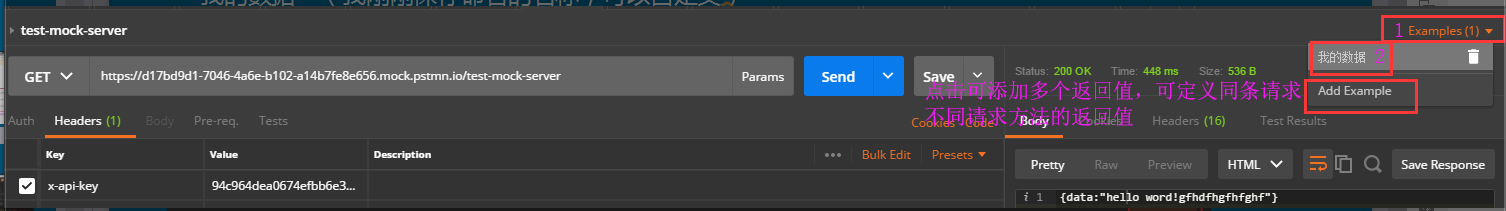 test-mock-server
1 Examples (1)
我的数据 2
GET https://d17bd9d1-7046-4a6e-b102-a14b7fe8e656.mock.pstmn.io/test-mock-server Params Send Save
Status: 200 OK Time: 448 ms Size: 536 B
Add Example
点击可添加多个返回值，可定义同条请求
不同请求方法的返回值
Auth Headers (1) Body Pre-req. Tests Cookies Code
Body Cookies Headers (16) Test Results
Key Value Description ••• Bulk Edit Presets
Pretty Raw Preview HTML Save Response
x-api-key 94c964dea0674efbb6e3...
i 1 {data:"hello word!gfhdfhgfhfghf"}